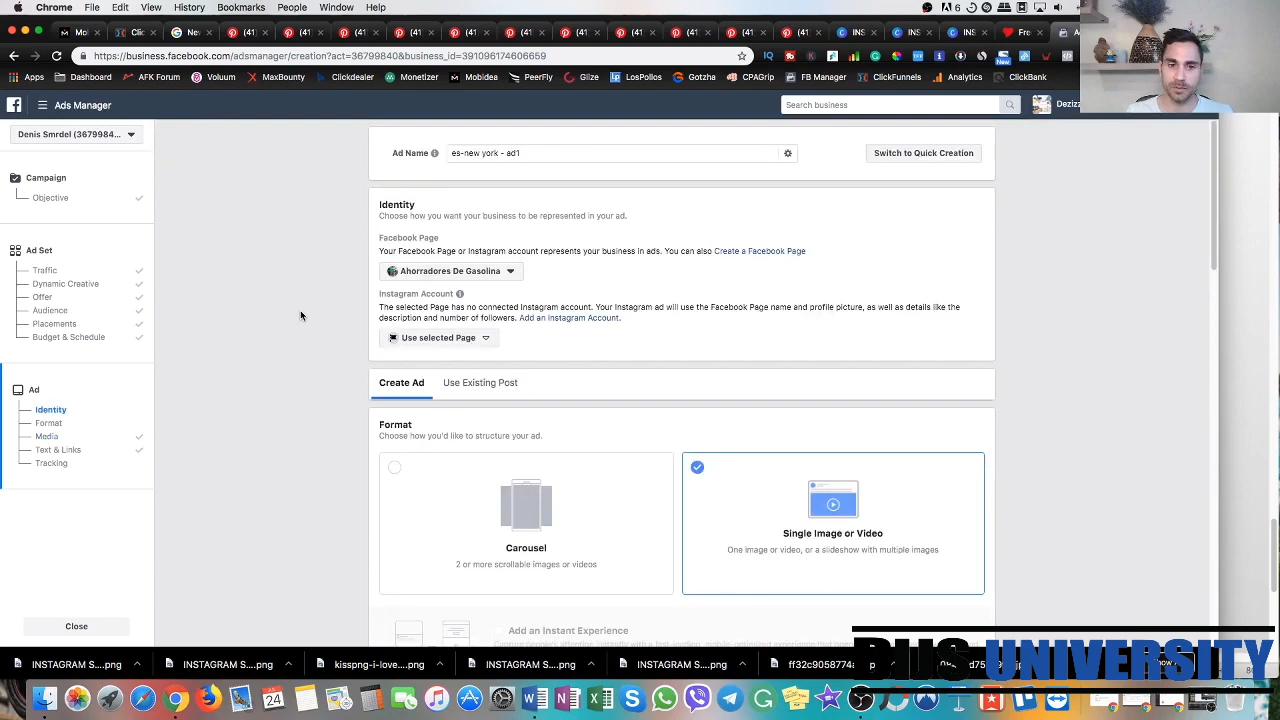 Chrome File Edit View History Bookmarks People Window Help
business.facebook.com/adsmanager/creation?act=36799840&business_id=391096174606659
Apps Dashboard AFK Forum Voluum MaxBounty Clickdealer Monetizer Mobidea PeerFly Glize LosPollos Gotzha CPAGrip FB Manager ClickFunnels Analytics ClickBank
Ads Manager
Search business
Denis Smrdel (3679984...
Campaign
Objective
Ad Set
Traffic
Dynamic Creative
Offer
Audience
Placements
Budget & Schedule
Ad
Identity
Format
Media
Text & Links
Tracking
Close
Ad Name
es-new york - ad1
Switch to Quick Creation
Identity
Choose how you want your business to be represented in your ad.
Facebook Page
Your Facebook Page or Instagram account represents your business in ads. You can also Create a Facebook Page
Ahorradores De Gasolina
Instagram Account
The selected Page has no connected Instagram account. Your Instagram ad will use the Facebook Page name and profile picture, as well as details like the
description and number of followers. Add an Instagram Account.
Use selected Page
Create Ad Use Existing Post
Format
Choose how you'd like to structure your ad.
Carousel
2 or more scrollable images or videos
Single Image or Video
One image or video, or a slideshow with multiple images
Add an Instant Experience
INSTAGRAM S....png INSTAGRAM S....png kisspng-i-love....png INSTAGRAM S....png INSTAGRAM S....png
UNIVERSITY